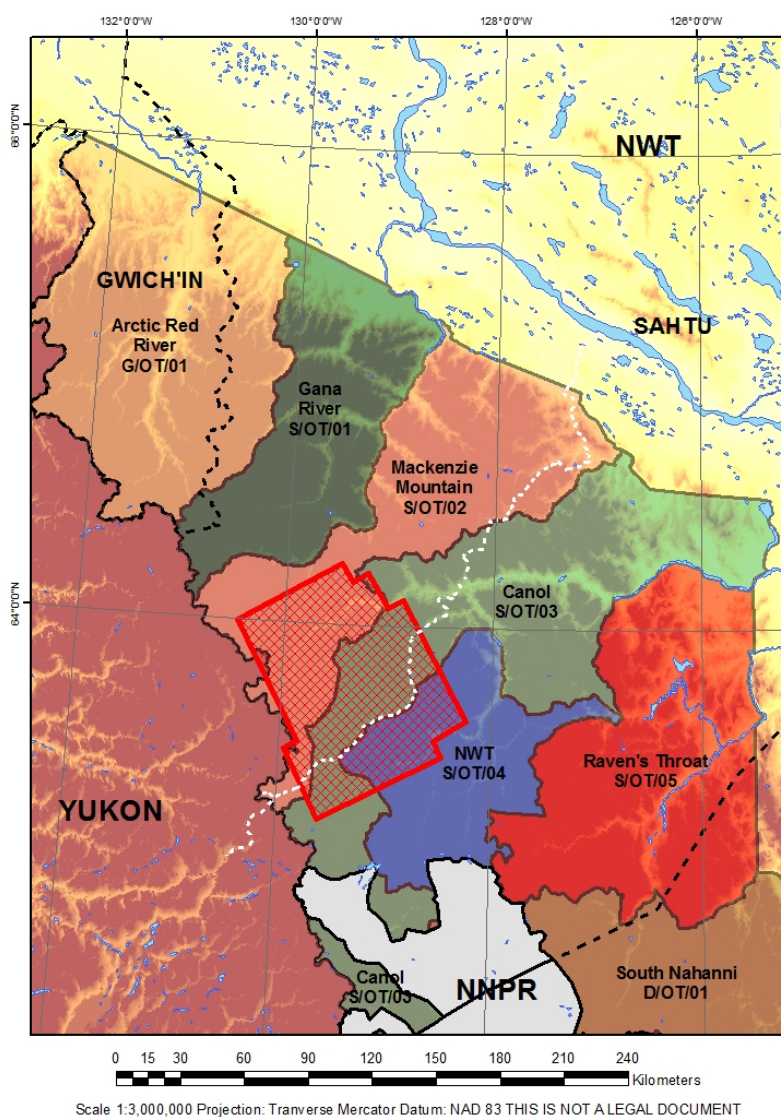 132°0'0"W
130°0'0"W
128°0'0"W
126°0'0"W
66°0'0"N
NWT
GWICH'IN
Arctic Red
River
G/OT/01
SAHTU
Gana
River
S/OT/01
Mackenzie
Mountain
S/OT/02
64°0'0"N
Canol
S/OT/03
NWT
S/OT/04
Raven's Throat
S/OT/05
YUKON
Canol
S/OT/03
NNPR
South Nahanni
D/OT/01
0 15 30 60 90 120 150 180 210 240
Kilometers
Scale 1:3,000,000 Projection: Tranverse Mercator Datum: NAD 83 THIS IS NOT A LEGAL DOCUMENT